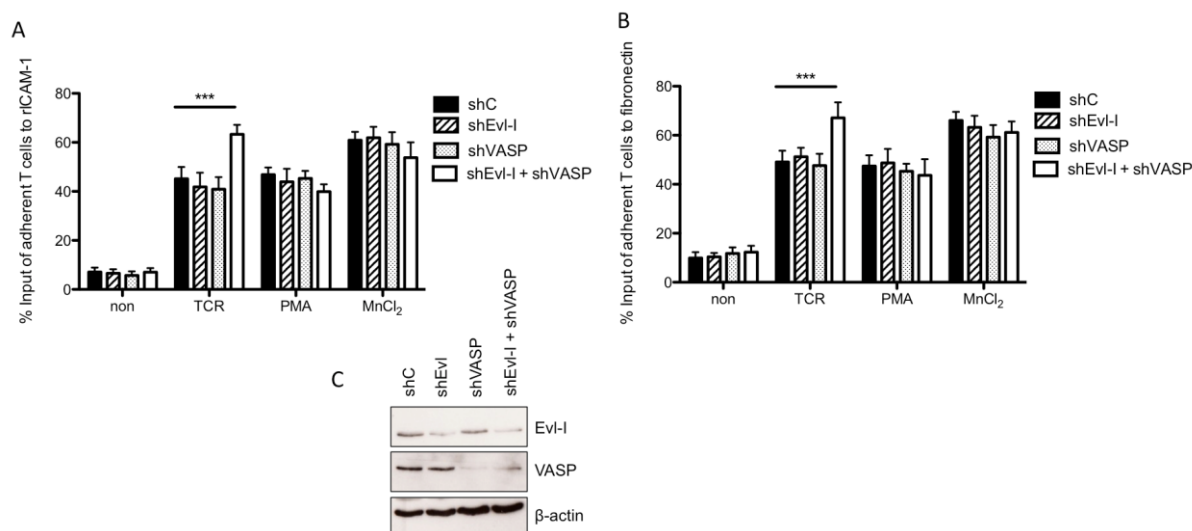 A
% Input of adherent T cells to rICAM-1
80
60
40
20
0
***
non
TCR
PMA
MnCl₂
shC
shEvl-I
shVASP
shEvl-I + shVASP
B
% Input of adherent T cells to fibronectin
80
60
40
20
0
***
non
TCR
PMA
MnCl₂
shC
shEvl-I
shVASP
shEvl-I + shVASP
C
shC
shEvl
shVASP
shEvl-I + shVASP
Evl-I
VASP
β-actin